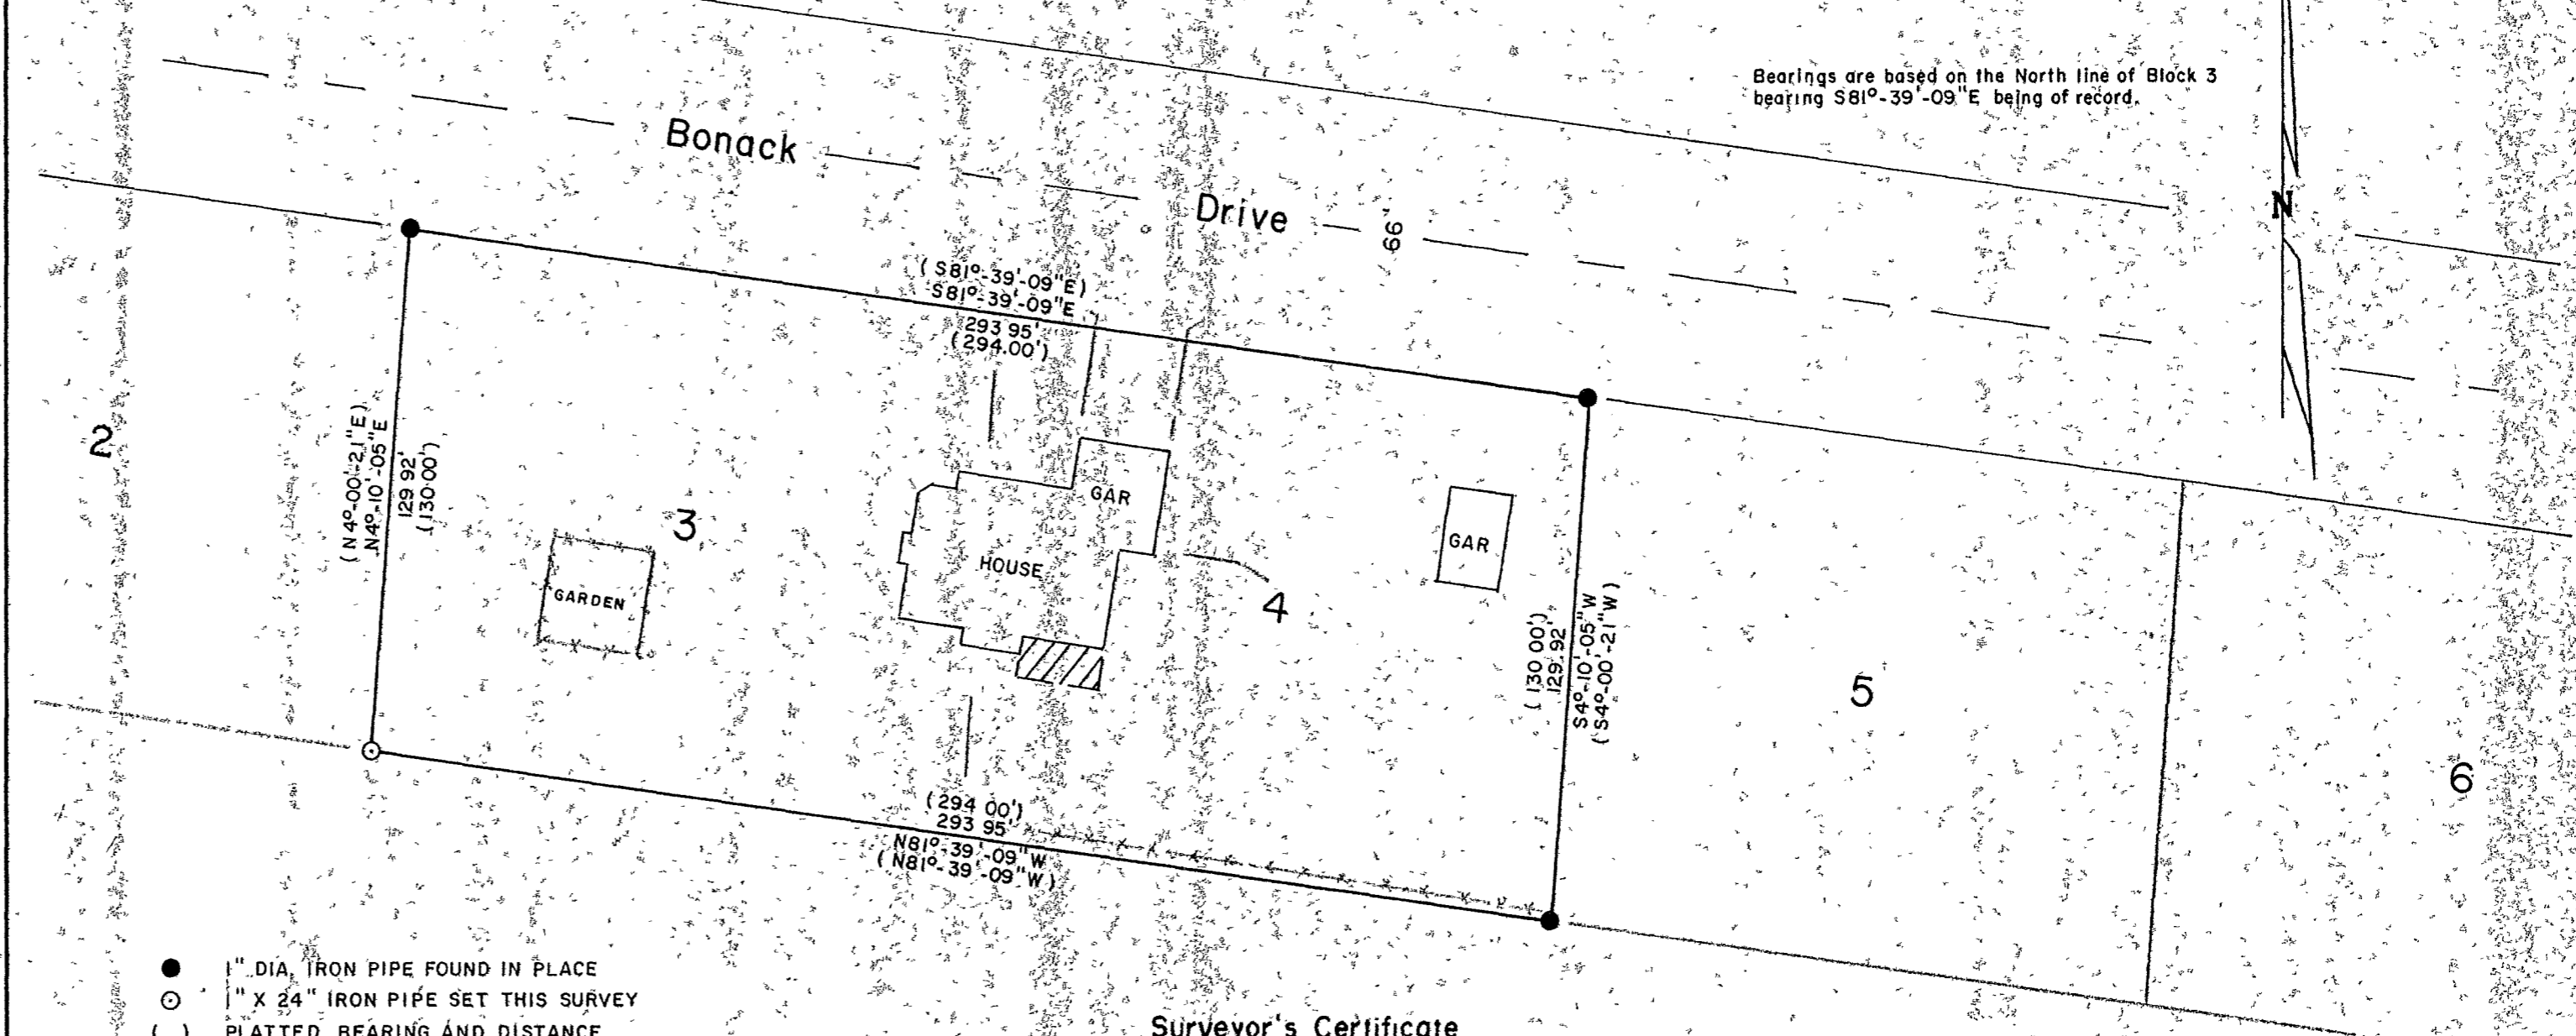 Bearings are based on the North line of Block 3
bearing S81°-39'-09"E being of record.
Bonack
Drive
66'
N
(S81°-39'-09"E)
S81°-39'-09"E
293 95'
(294.00')
2
(N4°-00'-21"E)
N4°-10'-05"E
129 92'
(130 00')
3
GARDEN
GAR
HOUSE
4
GAR
(130 00')
129.92'
S4°-10'-05"W
(S4°-00'-21"W)
5
6
(294 00')
293 95'
N81°-39'-09"W
(N81°-39'-09"W)
1" DIA. IRON PIPE FOUND IN PLACE
1" X 24" IRON PIPE SET THIS SURVEY
( ) PLATTED BEARING AND DISTANCE
Surveyor's Certificate